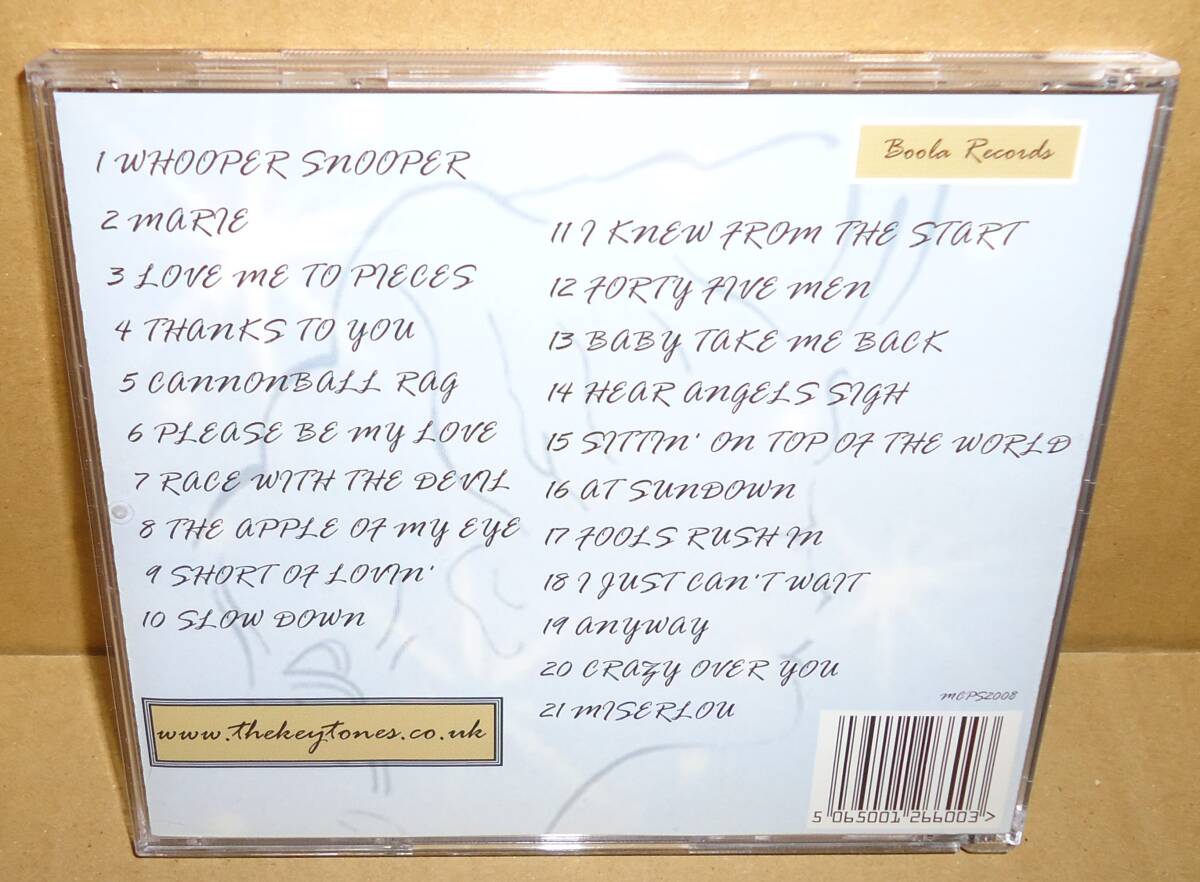 1 WHOOPER SNOOPER
2 MARIE
3 LOVE ME TO PIECES
4 THANKS TO YOU
5 CANNONBALL RAG
6 PLEASE BE MY LOVE
7 RACE WITH THE DEVIL
8 THE APPLE OF MY EYE
9 SHORT OF LOVIN'
10 SLOW DOWN
www.thekeytones.co.uk
Boola Records
11 I KNEW FROM THE START
12 FORTY FIVE MEN
13 BABY TAKE ME BACK
14 HEAR ANGELS SIGH
15 SITTIN' ON TOP OF THE WORLD
16 AT SUNDOWN
17 FOOLS RUSH IN
18 I JUST CAN'T WAIT
19 ANYWAY
20 CRAZY OVER YOU
21 MISERLOU
MCPS2008
5 065001 266003 >